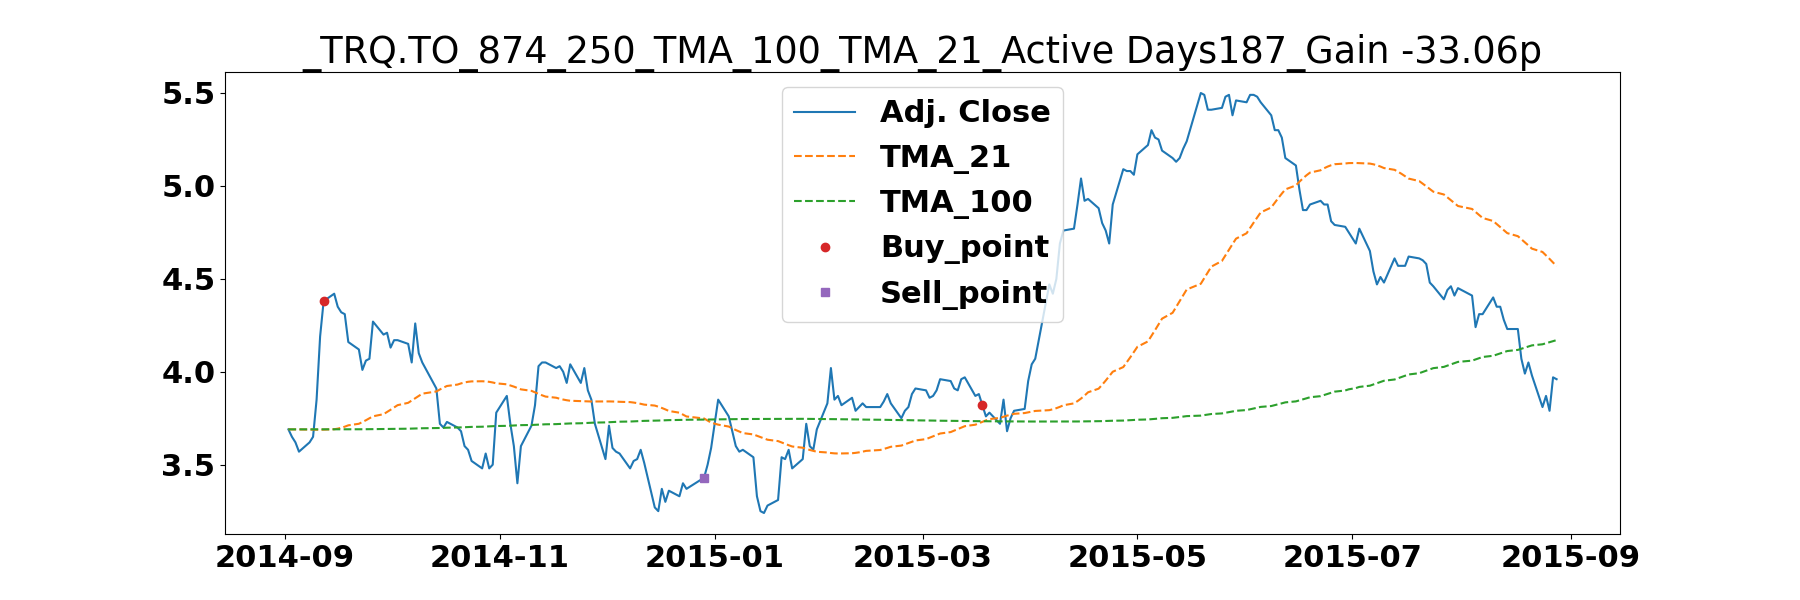 _TRQ.TO_874_250_TMA_100_TMA_21_Active Days187_Gain -33.06p
5.5
5.0
4.5
4.0
3.5
Adj. Close
TMA_21
TMA_100
Buy_point
Sell_point
2014-09 2014-11 2015-01 2015-03 2015-05 2015-07 2015-09